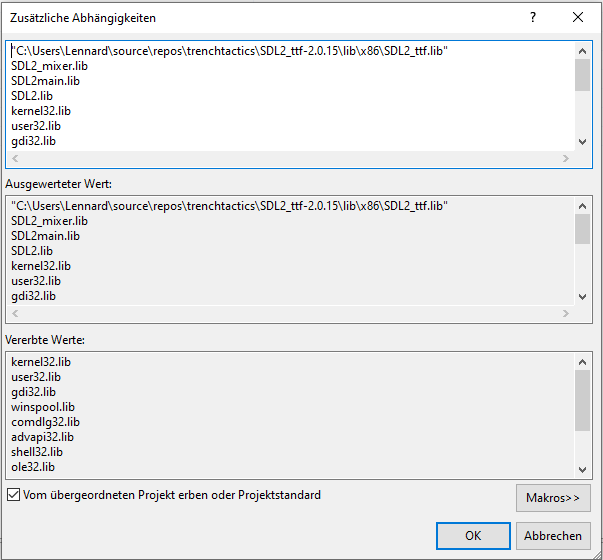 Zusätzliche Abhängigkeiten
"C:\Users\Lennard\source\repos\trenchtactics\SDL2_ttf-2.0.15\lib\x86\SDL2_ttf.lib"
SDL2_mixer.lib
SDL2main.lib
SDL2.lib
kernel32.lib
user32.lib
gdi32.lib
Ausgewerteter Wert:
"C:\Users\Lennard\source\repos\trenchtactics\SDL2_ttf-2.0.15\lib\x86\SDL2_ttf.lib"
SDL2_mixer.lib
SDL2main.lib
SDL2.lib
kernel32.lib
user32.lib
gdi32.lib
Vererbte Werte:
kernel32.lib
user32.lib
gdi32.lib
winspool.lib
comdlg32.lib
advapi32.lib
shell32.lib
ole32.lib
Vom übergeordneten Projekt erben oder Projektstandard
Makros>>
OK
Abbrechen